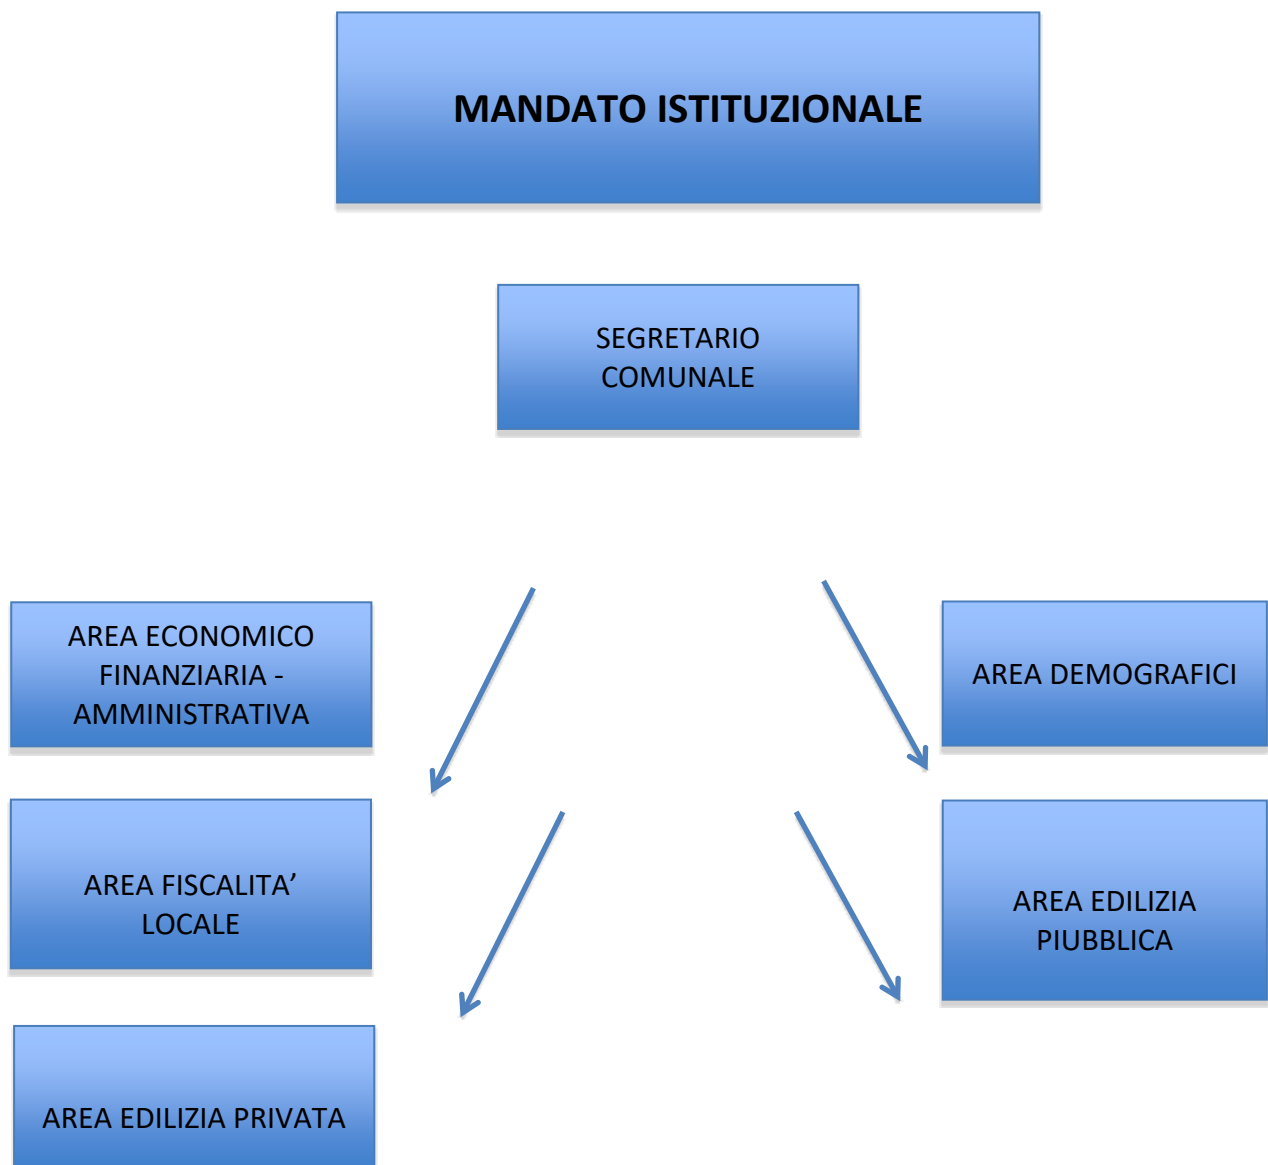 MANDATO ISTITUZIONALE
SEGRETARIO
COMUNALE
AREA ECONOMICO
FINANZIARIA -
AMMINISTRATIVA
AREA DEMOGRAFICI
AREA FISCALITA’
LOCALE
AREA EDILIZIA
PIUBBLICA
AREA EDILIZIA PRIVATA